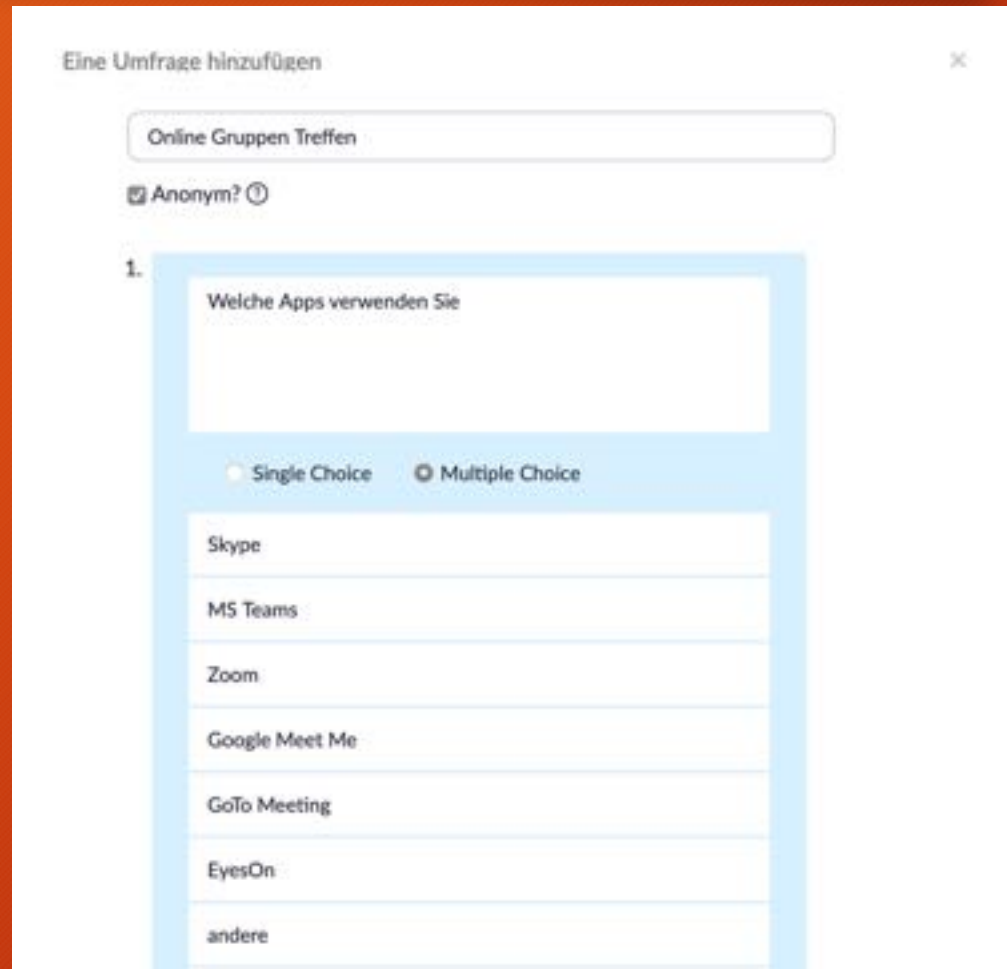 Eine Umfrage hinzufügen
Online Gruppen Treffen
Anonym?
1.
Welche Apps verwenden Sie
Single Choice Multiple Choice
Skype
MS Teams
Zoom
Google Meet Me
GoTo Meeting
EyesOn
andere